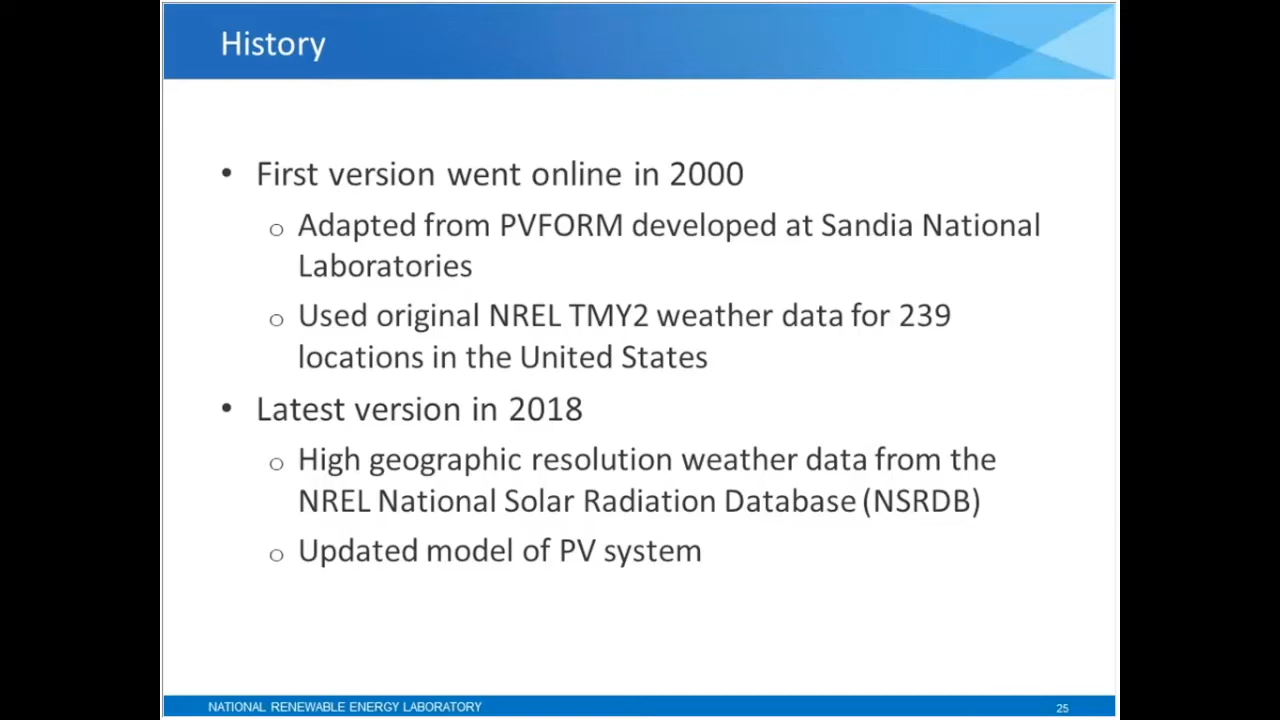 History
• First version went online in 2000
o Adapted from PVFORM developed at Sandia National
Laboratories
o Used original NREL TMY2 weather data for 239
locations in the United States
• Latest version in 2018
o High geographic resolution weather data from the
NREL National Solar Radiation Database (NSRDB)
o Updated model of PV system
NATIONAL RENEWABLE ENERGY LABORATORY
25